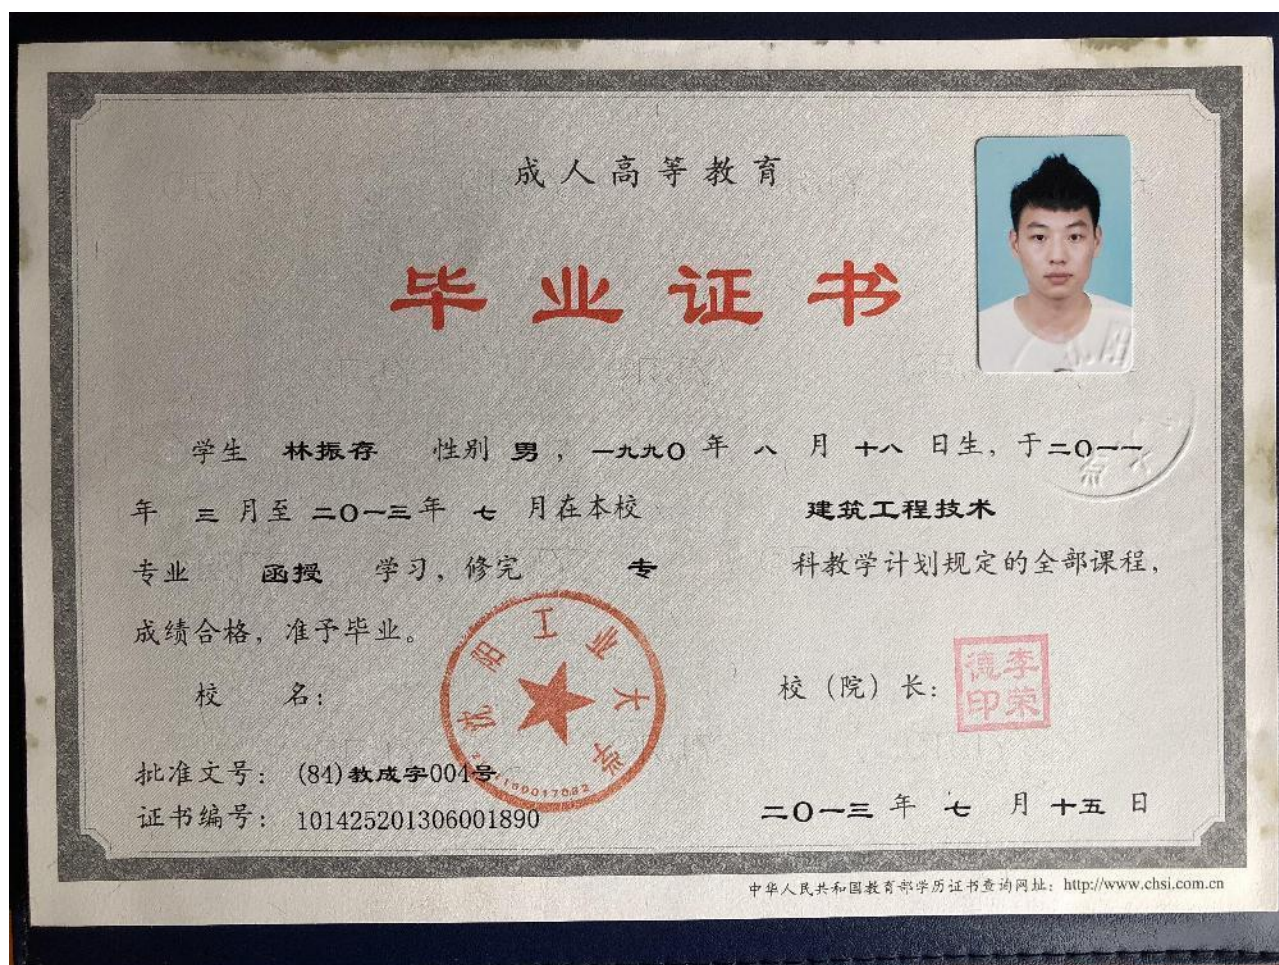 成人高等教育
毕业证书
学生 林振存 性别 男，一九九〇 年 八 月 十八 日生，于二〇一一
年 三 月至 二〇一三年 七 月在本校 建筑工程技术
专业 函授 学习，修完 专 科教学计划规定的全部课程，
成绩合格，准予毕业。
校 名：
沈阳工业大学
校（院）长：
李荣德印
批准文号：(84)教成字004号
证书编号：101425201306001890
二〇一三 年 七 月 十五 日
中华人民共和国教育部学历证书查询网址：http://www.chsi.com.cn